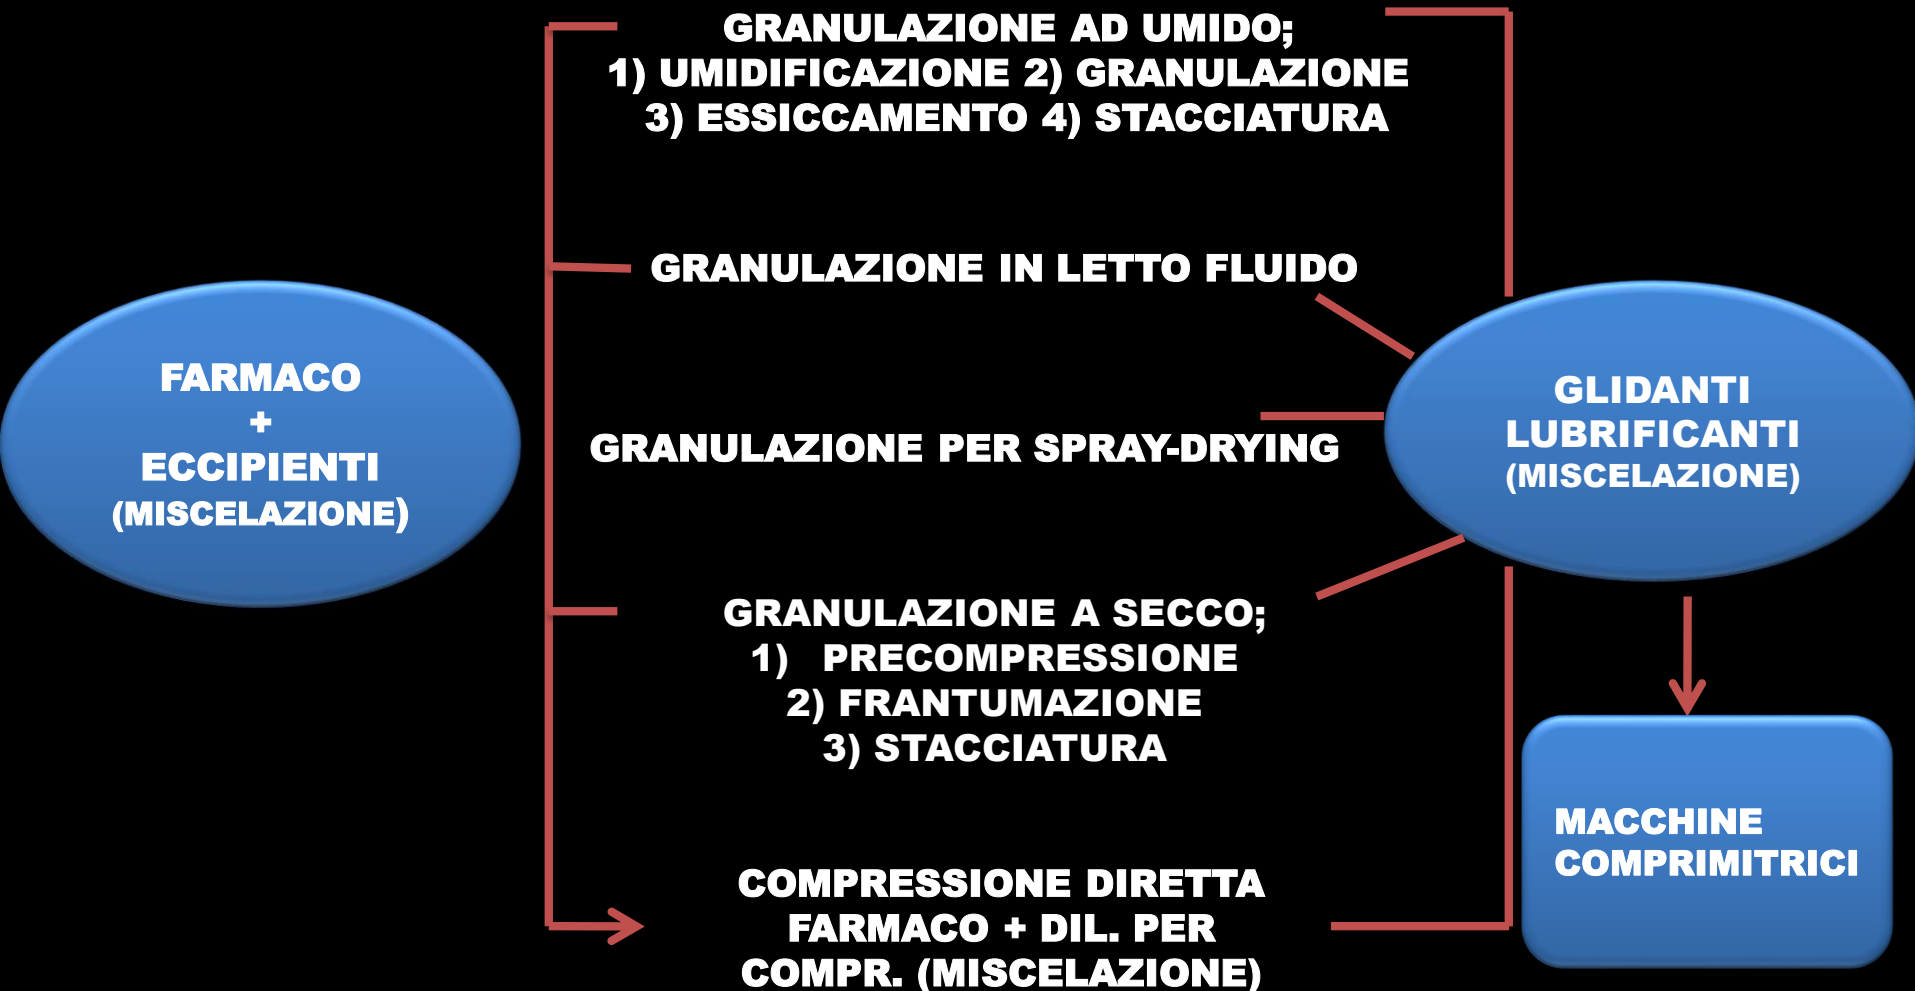 GRANULAZIONE AD UMIDO;
1) UMIDIFICAZIONE 2) GRANULAZIONE
3) ESSICCAMENTO 4) STACCIATURA
GRANULAZIONE IN LETTO FLUIDO
FARMACO
+
ECCIPIENTI
(MISCELAZIONE)
GRANULAZIONE PER SPRAY-DRYING
GLIDANTI
LUBRIFICANTI
(MISCELAZIONE)
GRANULAZIONE A SECCO;
1) PRECOMPRESSIONE
2) FRANTUMAZIONE
3) STACCIATURA
COMPRESSIONE DIRETTA
FARMACO + DIL. PER
COMPR. (MISCELAZIONE)
MACCHINE
COMPRIMITRICI